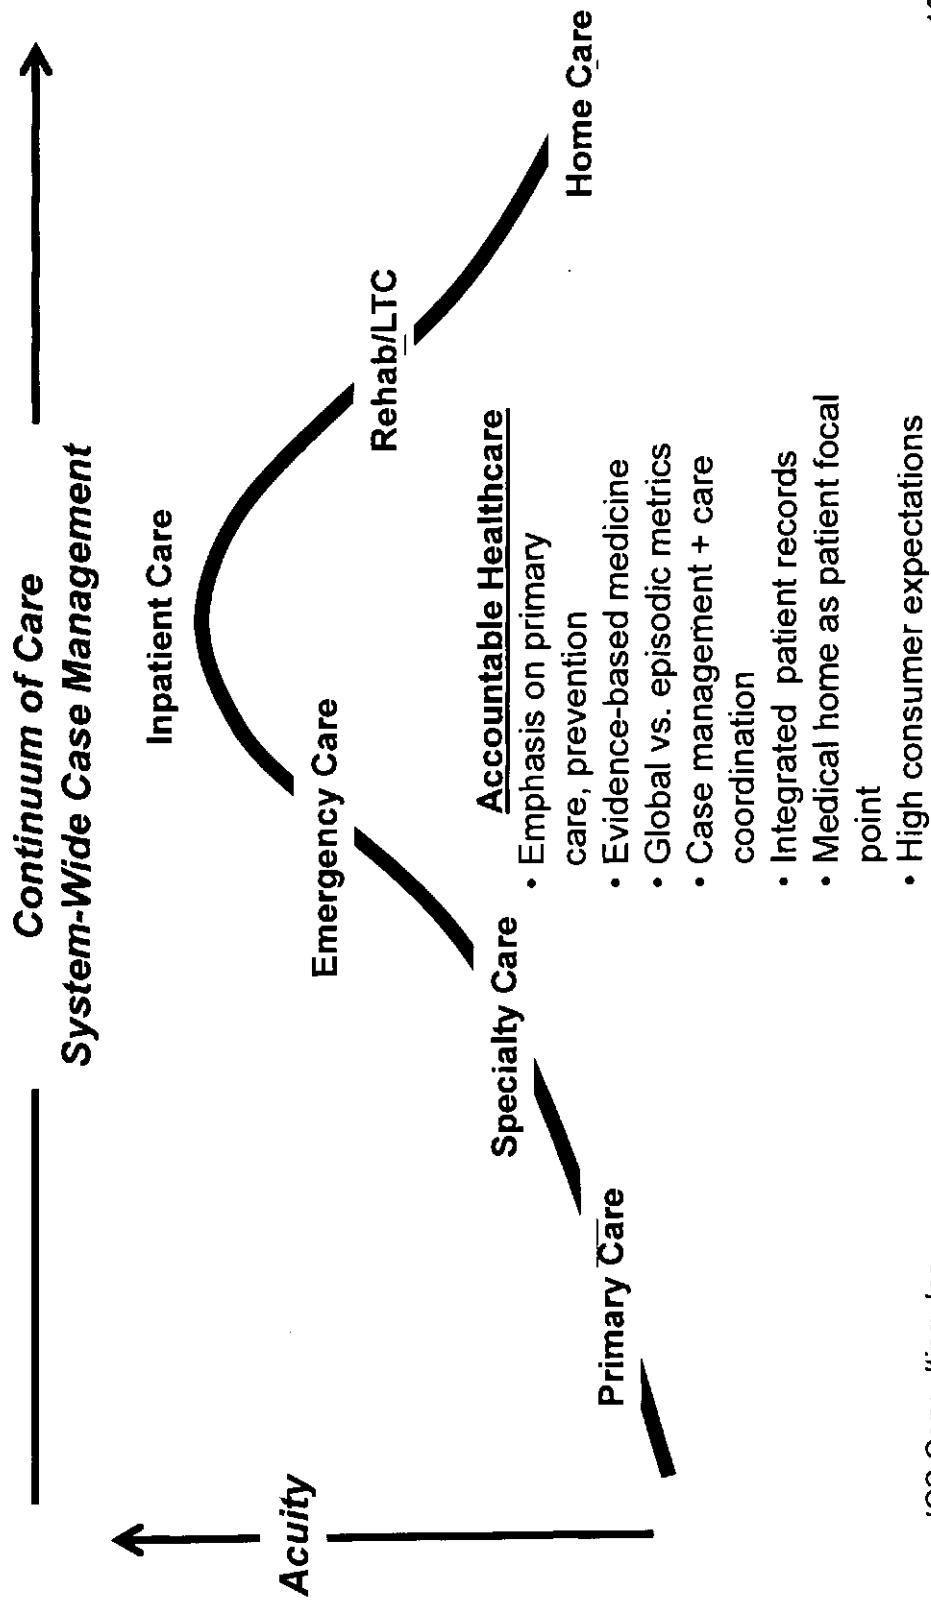 Continuum of Care
System-Wide Case Management
Acuity
Inpatient Care
Emergency Care
Rehab/LTC
Specialty Care
Home Care
Primary Care
Accountable Healthcare
• Emphasis on primary
care, prevention
• Evidence-based medicine
• Global vs. episodic metrics
• Case management + care
coordination
• Integrated patient records
• Medical home as patient focal
point
• High consumer expectations